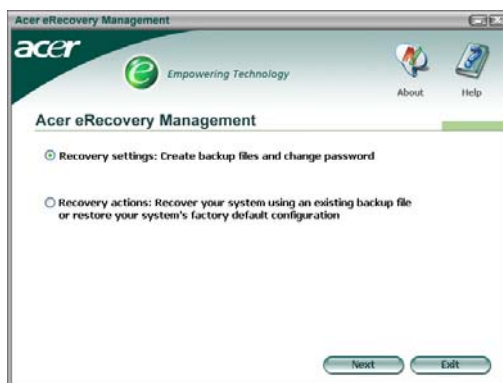 Acer eRecovery Management
acer
e Empowering Technology
About Help
Acer eRecovery Management
Recovery settings: Create backup files and change password
Recovery actions: Recover your system using an existing backup file
or restore your system's factory default configuration
Next Exit